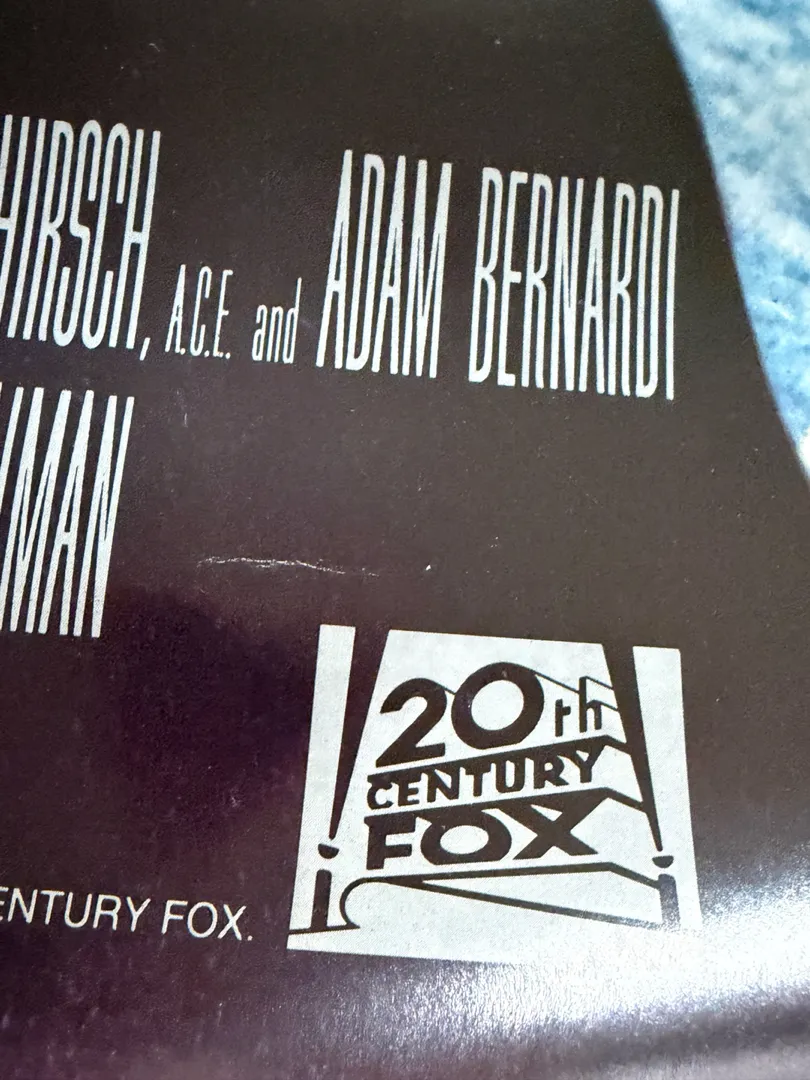 HIRSCH, A.C.E. and ADAM BERNARDI
MAN
20th
CENTURY
FOX
ENTURY FOX.